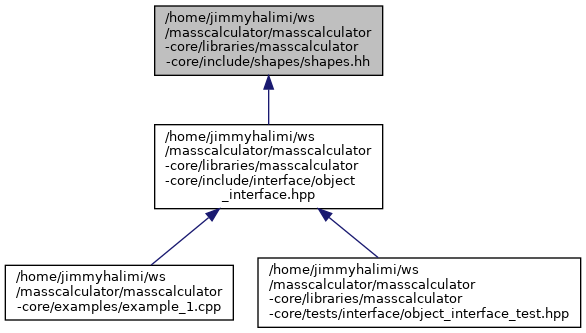 /home/jimmyhalimi/ws
/masscalculator/masscalculator
-core/libraries/masscalculator
-core/include/shapes/shapes.hh
/home/jimmyhalimi/ws
/masscalculator/masscalculator
-core/libraries/masscalculator
-core/include/interface/object
_interface.hpp
/home/jimmyhalimi/ws
/masscalculator/masscalculator
-core/examples/example_1.cpp
/home/jimmyhalimi/ws
/masscalculator/masscalculator
-core/libraries/masscalculator
-core/tests/interface/object_interface_test.hpp